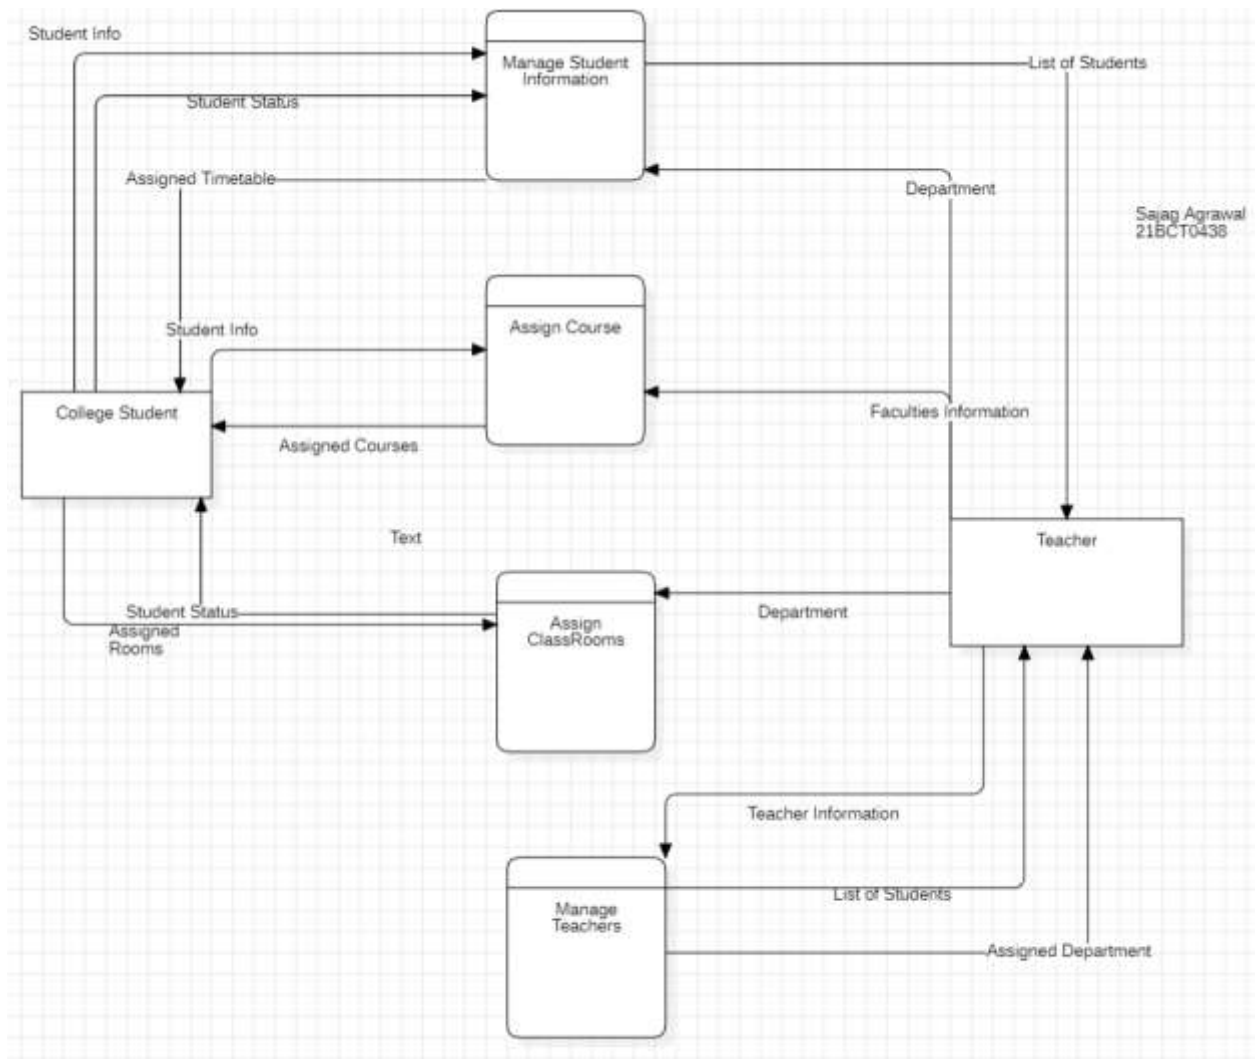 Student Info
Manage Student
Information
List of Students
Student Status
Assigned Timetable
Department
Sajag Agrawal
21BCT0438
Student Info
Assign Course
College Student
Faculties Information
Assigned Courses
Text
Teacher
Student Status
Assigned
Rooms
Assign
ClassRooms
Department
Teacher Information
List of Students
Manage
Teachers
Assigned Department